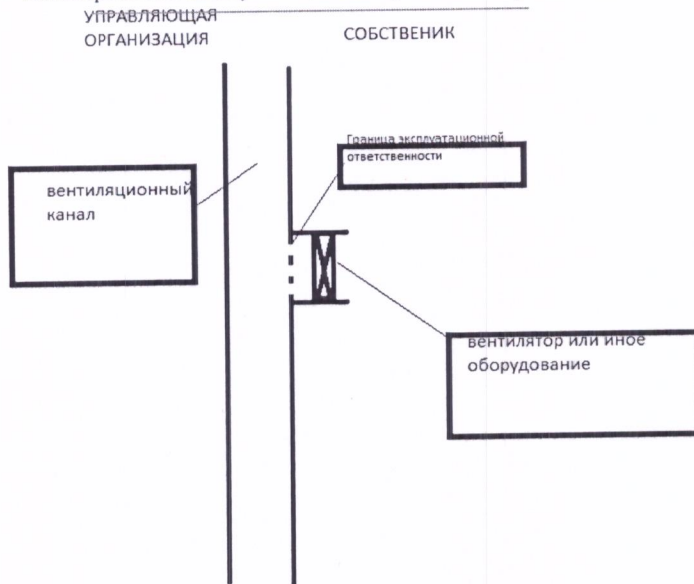 УПРАВЛЯЮЩАЯ
ОРГАНИЗАЦИЯ
СОБСТВЕНИК
Граница эксплуатационной
ответственности
вентиляционный
канал
вентилятор или иное
оборудование